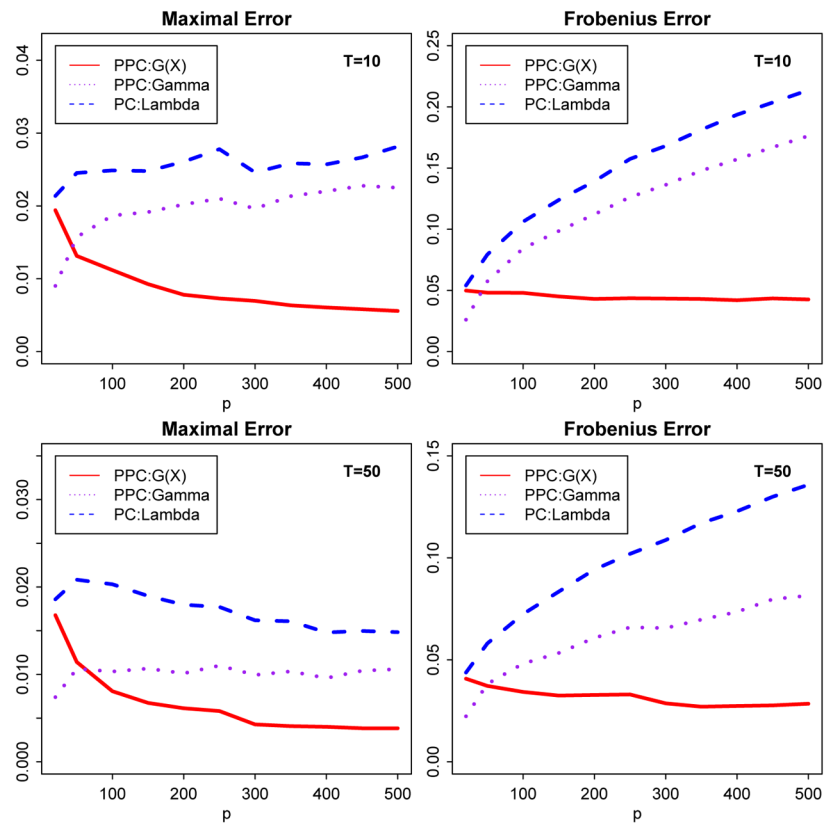 Maximal Error
PPC:G(X)
PPC:Gamma
PC:Lambda
T=10
0.04
0.03
0.02
0.01
0.00
100 200 300 400 500
p
Frobenius Error
PPC:G(X)
PPC:Gamma
PC:Lambda
T=10
0.25
0.20
0.15
0.10
0.05
0.00
100 200 300 400 500
p
Maximal Error
PPC:G(X)
PPC:Gamma
PC:Lambda
T=50
0.030
0.020
0.010
0.000
100 200 300 400 500
p
Frobenius Error
PPC:G(X)
PPC:Gamma
PC:Lambda
T=50
0.15
0.10
0.05
0.00
100 200 300 400 500
p